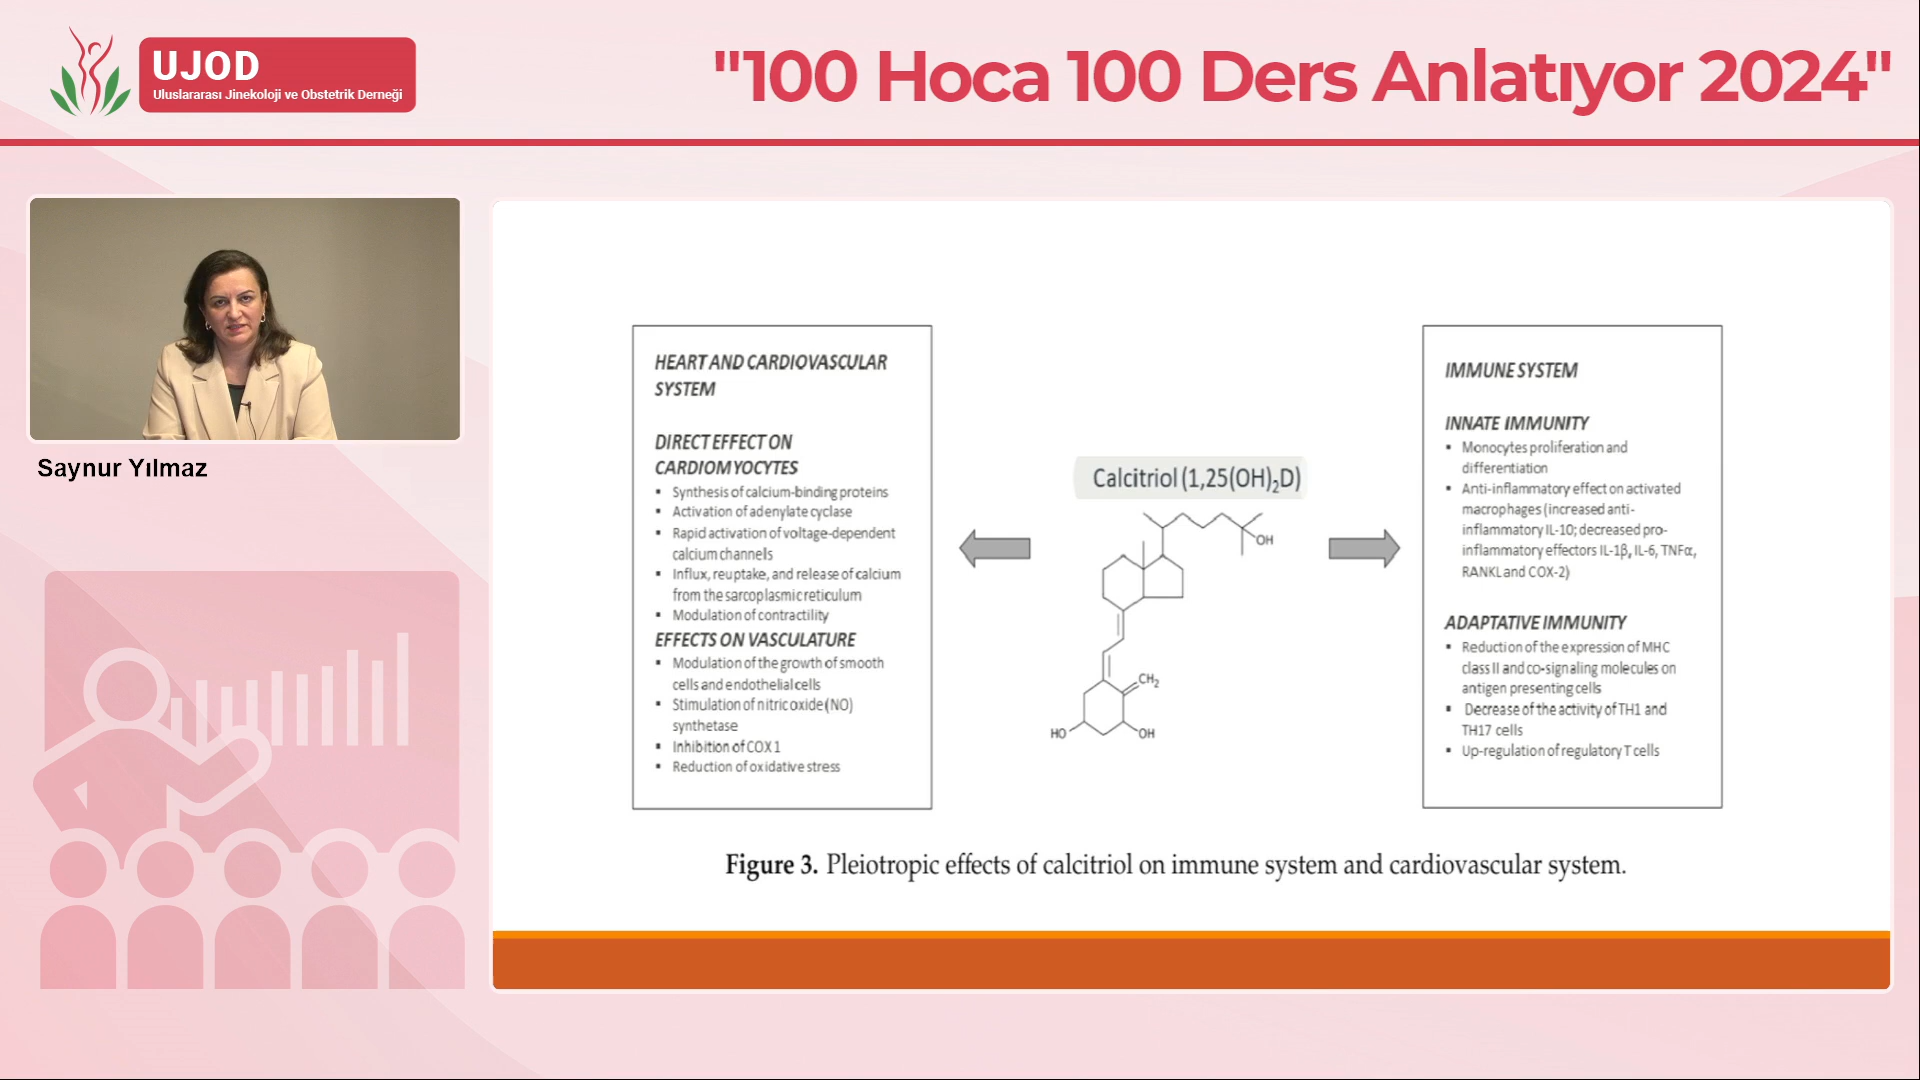 UJOD
Uluslararası Jinekoloji ve Obstetrik Derneği
"100 Hoca 100 Ders Anlatıyor 2024"
Saynur Yılmaz
HEART AND CARDIOVASCULAR
SYSTEM
DIRECT EFFECT ON
CARDIOMYOCYTES
▪ Synthesis of calcium-binding proteins
▪ Activation of adenylate cyclase
▪ Rapid activation of voltage-dependent
calcium channels
▪ Influx, reuptake, and release of calcium
from the sarcoplasmic reticulum
▪ Modulation of contractility
EFFECTS ON VASCULATURE
▪ Modulation of the growth of smooth
cells and endothelial cells
▪ Stimulation of nitric oxide (NO)
synthetase
▪ Inhibition of COX 1
▪ Reduction of oxidative stress
Calcitriol (1,25(OH)₂D)
OH
CH₂
HO
OH
IMMUNE SYSTEM
INNATE IMMUNITY
▪ Monocytes proliferation and
differentiation
▪ Anti-inflammatory effect on activated
macrophages (increased anti-
inflammatory IL-10; decreased pro-
inflammatory effectors IL-1β, IL-6, TNFα,
RANKL and COX-2)
ADAPTATIVE IMMUNITY
▪ Reduction of the expression of MHC
class II and co-signaling molecules on
antigen presenting cells
▪ Decrease of the activity of TH1 and
TH17 cells
▪ Up-regulation of regulatory T cells
Figure 3. Pleiotropic effects of calcitriol on immune system and cardiovascular system.